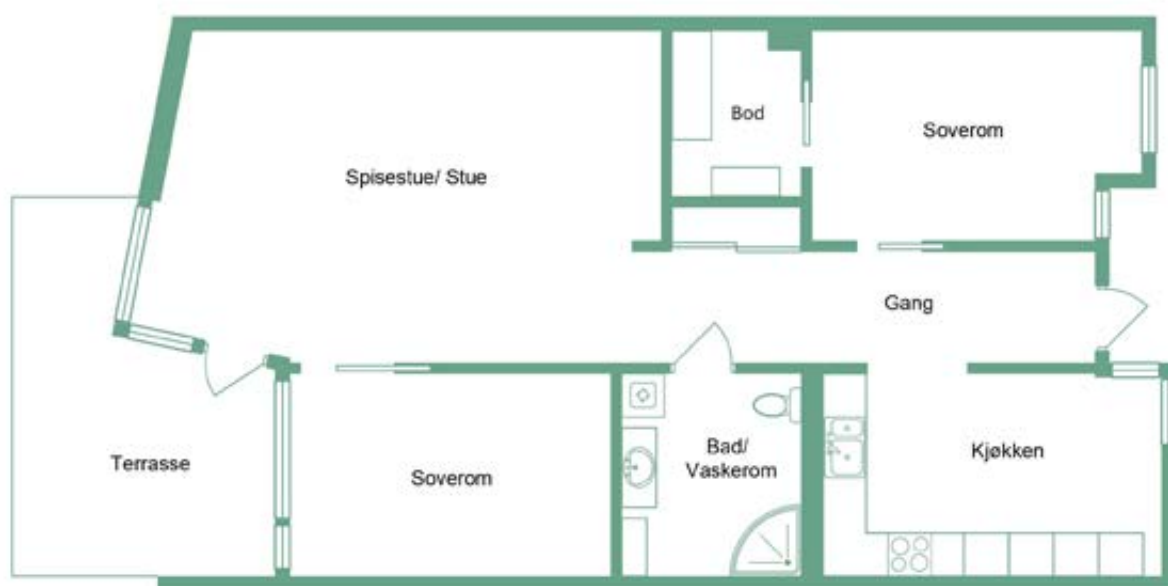 Bod
Soverom
Spisestue/ Stue
Gang
Terrasse
Soverom
Bad/
Vaskerom
Kjøkken